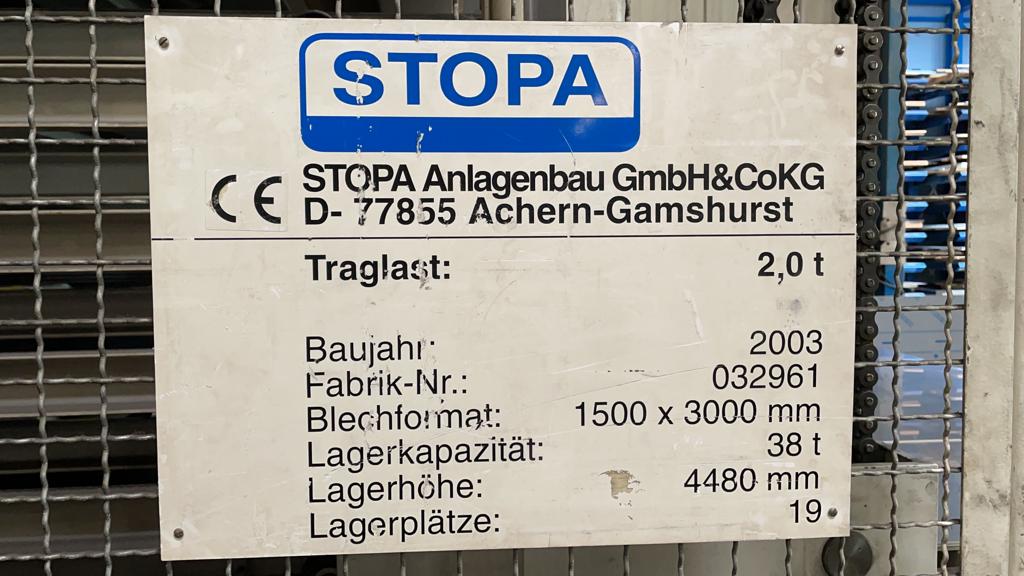 STOPA
CE STOPA Anlagenbau GmbH&CoKG
D- 77855 Achern-Gamshurst
Traglast: 2,0 t
Baujahr: 2003
Fabrik-Nr.: 032961
Blechformat: 1500 x 3000 mm
Lagerkapazität: 38 t
Lagerhöhe: 4480 mm
Lagerplätze: 19